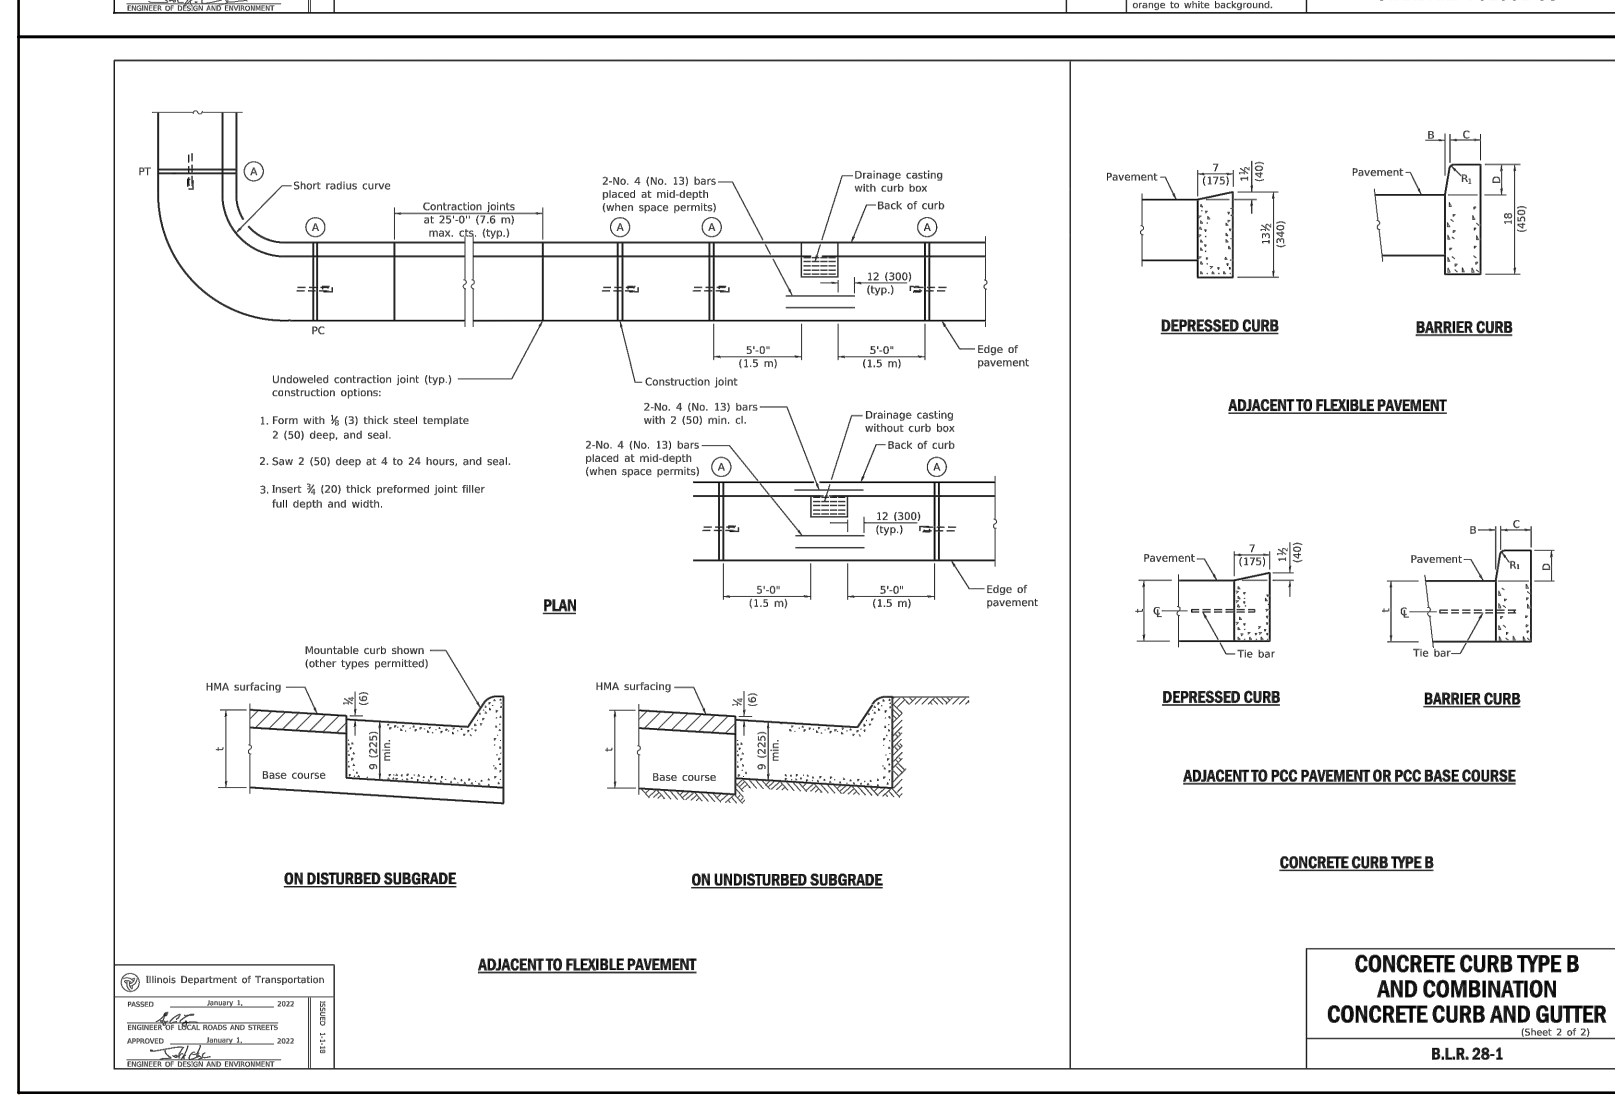 ENGINEER OF DESIGN AND ENVIRONMENT
orange to white background.
PT
A
Short radius curve
Contraction joints
at 25'-0" (7.6 m)
max. cts. (typ.)
A
PC
2-No. 4 (No. 13) bars
placed at mid-depth
(when space permits)
A
A
Drainage casting
with curb box
Back of curb
A
12 (300)
(typ.)
5'-0"
(1.5 m)
5'-0"
(1.5 m)
Edge of
pavement
Undoweled contraction joint (typ.)
construction options:
1. Form with ⅛ (3) thick steel template
2 (50) deep, and seal.
2. Saw 2 (50) deep at 4 to 24 hours, and seal.
3. Insert ¾ (20) thick preformed joint filler
full depth and width.
Construction joint
2-No. 4 (No. 13) bars
with 2 (50) min. cl.
2-No. 4 (No. 13) bars
placed at mid-depth
(when space permits)
A
Drainage casting
without curb box
Back of curb
A
12 (300)
(typ.)
5'-0"
(1.5 m)
5'-0"
(1.5 m)
Edge of
pavement
PLAN
Mountable curb shown
(other types permitted)
HMA surfacing
¼
(6)
t
9 (225)
min.
Base course
ON DISTURBED SUBGRADE
HMA surfacing
¼
(6)
t
9 (225)
min.
Base course
ON UNDISTURBED SUBGRADE
ADJACENT TO FLEXIBLE PAVEMENT
Pavement
7
(175)
1½
(40)
13½
(340)
DEPRESSED CURB
B
C
Pavement
R₁
D
18
(450)
BARRIER CURB
ADJACENT TO FLEXIBLE PAVEMENT
Pavement
7
(175)
1½
(40)
t
℄
Tie bar
DEPRESSED CURB
B
C
Pavement
R₁
D
t
℄
Tie bar
BARRIER CURB
ADJACENT TO PCC PAVEMENT OR PCC BASE COURSE
CONCRETE CURB TYPE B
Illinois Department of Transportation
PASSED January 1, 2022
ENGINEER OF LOCAL ROADS AND STREETS
APPROVED January 1, 2022
ENGINEER OF DESIGN AND ENVIRONMENT
ISSUED 1-1-18
CONCRETE CURB TYPE B
AND COMBINATION
CONCRETE CURB AND GUTTER
(Sheet 2 of 2)
B.L.R. 28-1